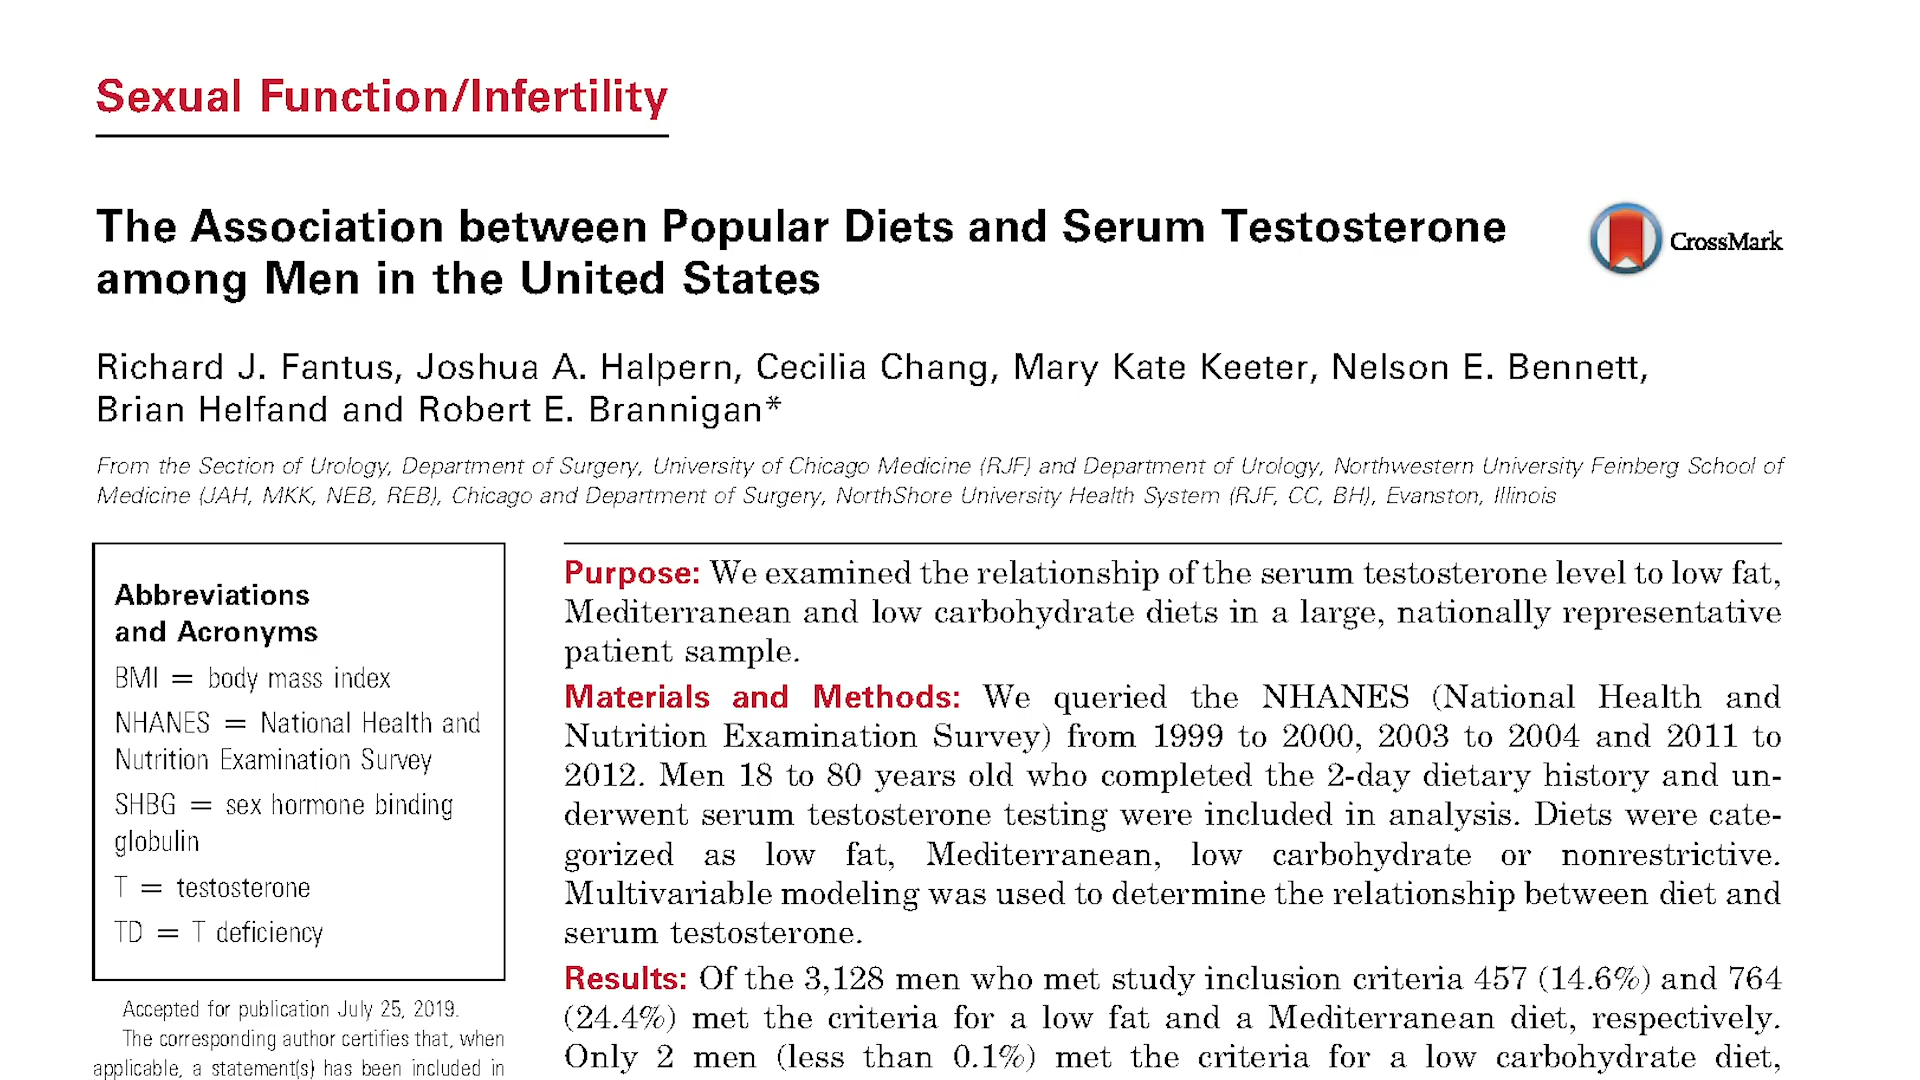 Sexual Function/Infertility
The Association between Popular Diets and Serum Testosterone
among Men in the United States
CrossMark
Richard J. Fantus, Joshua A. Halpern, Cecilia Chang, Mary Kate Keeter, Nelson E. Bennett,
Brian Helfand and Robert E. Brannigan*
From the Section of Urology, Department of Surgery, University of Chicago Medicine (RJF) and Department of Urology, Northwestern University Feinberg School of
Medicine (JAH, MKK, NEB, REB), Chicago and Department of Surgery, NorthShore University Health System (RJF, CC, BH), Evanston, Illinois
Abbreviations
and Acronyms
BMI = body mass index
NHANES = National Health and
Nutrition Examination Survey
SHBG = sex hormone binding
globulin
T = testosterone
TD = T deficiency
Accepted for publication July 25, 2019.
The corresponding author certifies that, when
applicable, a statement(s) has been included in
Purpose: We examined the relationship of the serum testosterone level to low fat,
Mediterranean and low carbohydrate diets in a large, nationally representative
patient sample.
Materials and Methods: We queried the NHANES (National Health and
Nutrition Examination Survey) from 1999 to 2000, 2003 to 2004 and 2011 to
2012. Men 18 to 80 years old who completed the 2-day dietary history and un-
derwent serum testosterone testing were included in analysis. Diets were cate-
gorized as low fat, Mediterranean, low carbohydrate or nonrestrictive.
Multivariable modeling was used to determine the relationship between diet and
serum testosterone.
Results: Of the 3,128 men who met study inclusion criteria 457 (14.6%) and 764
(24.4%) met the criteria for a low fat and a Mediterranean diet, respectively.
Only 2 men (less than 0.1%) met the criteria for a low carbohydrate diet,